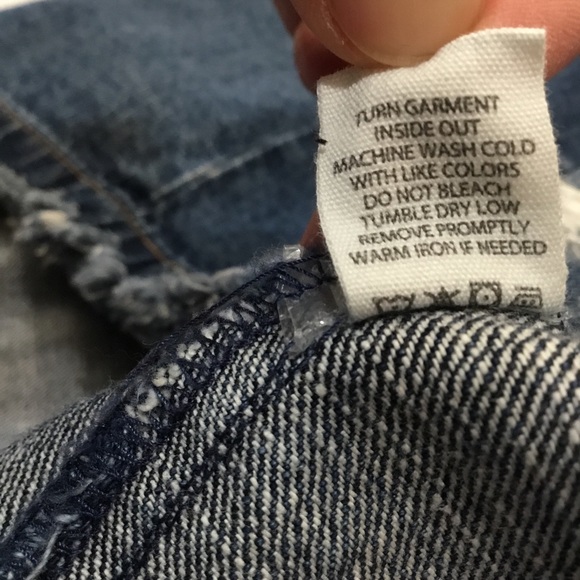 TURN GARMENT
INSIDE OUT
MACHINE WASH COLD
WITH LIKE COLORS
DO NOT BLEACH
TUMBLE DRY LOW
REMOVE PROMPTLY
WARM IRON IF NEEDED